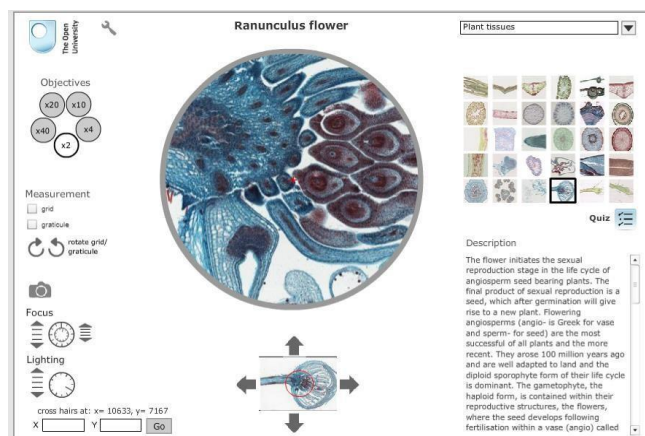 The Open
University
Ranunculus flower
Plant tissues
Objectives
x20
x10
x40
x4
x2
Measurement
grid
graticule
rotate grid/
graticule
Focus
Lighting
cross hairs at: x= 10633, y= 7167
X
Y
Go
Quiz
Description
The flower initiates the sexual
reproduction stage in the life cycle of
angiosperm seed bearing plants. The
final product of sexual reproduction is a
seed, which after germination will give
rise to a new plant. Flowering
angiosperms (angio- is Greek for vase
and sperm- for seed) are the most
successful of all plants and the more
recent. They arose 100 million years ago
and are well adapted to land and the
diploid sporophyte form of their life cycle
is dominant. The gametophyte, the
haploid form, is contained within their
reproductive structures, the flowers,
where the seed develops following
fertilisation within a vase (angio) called